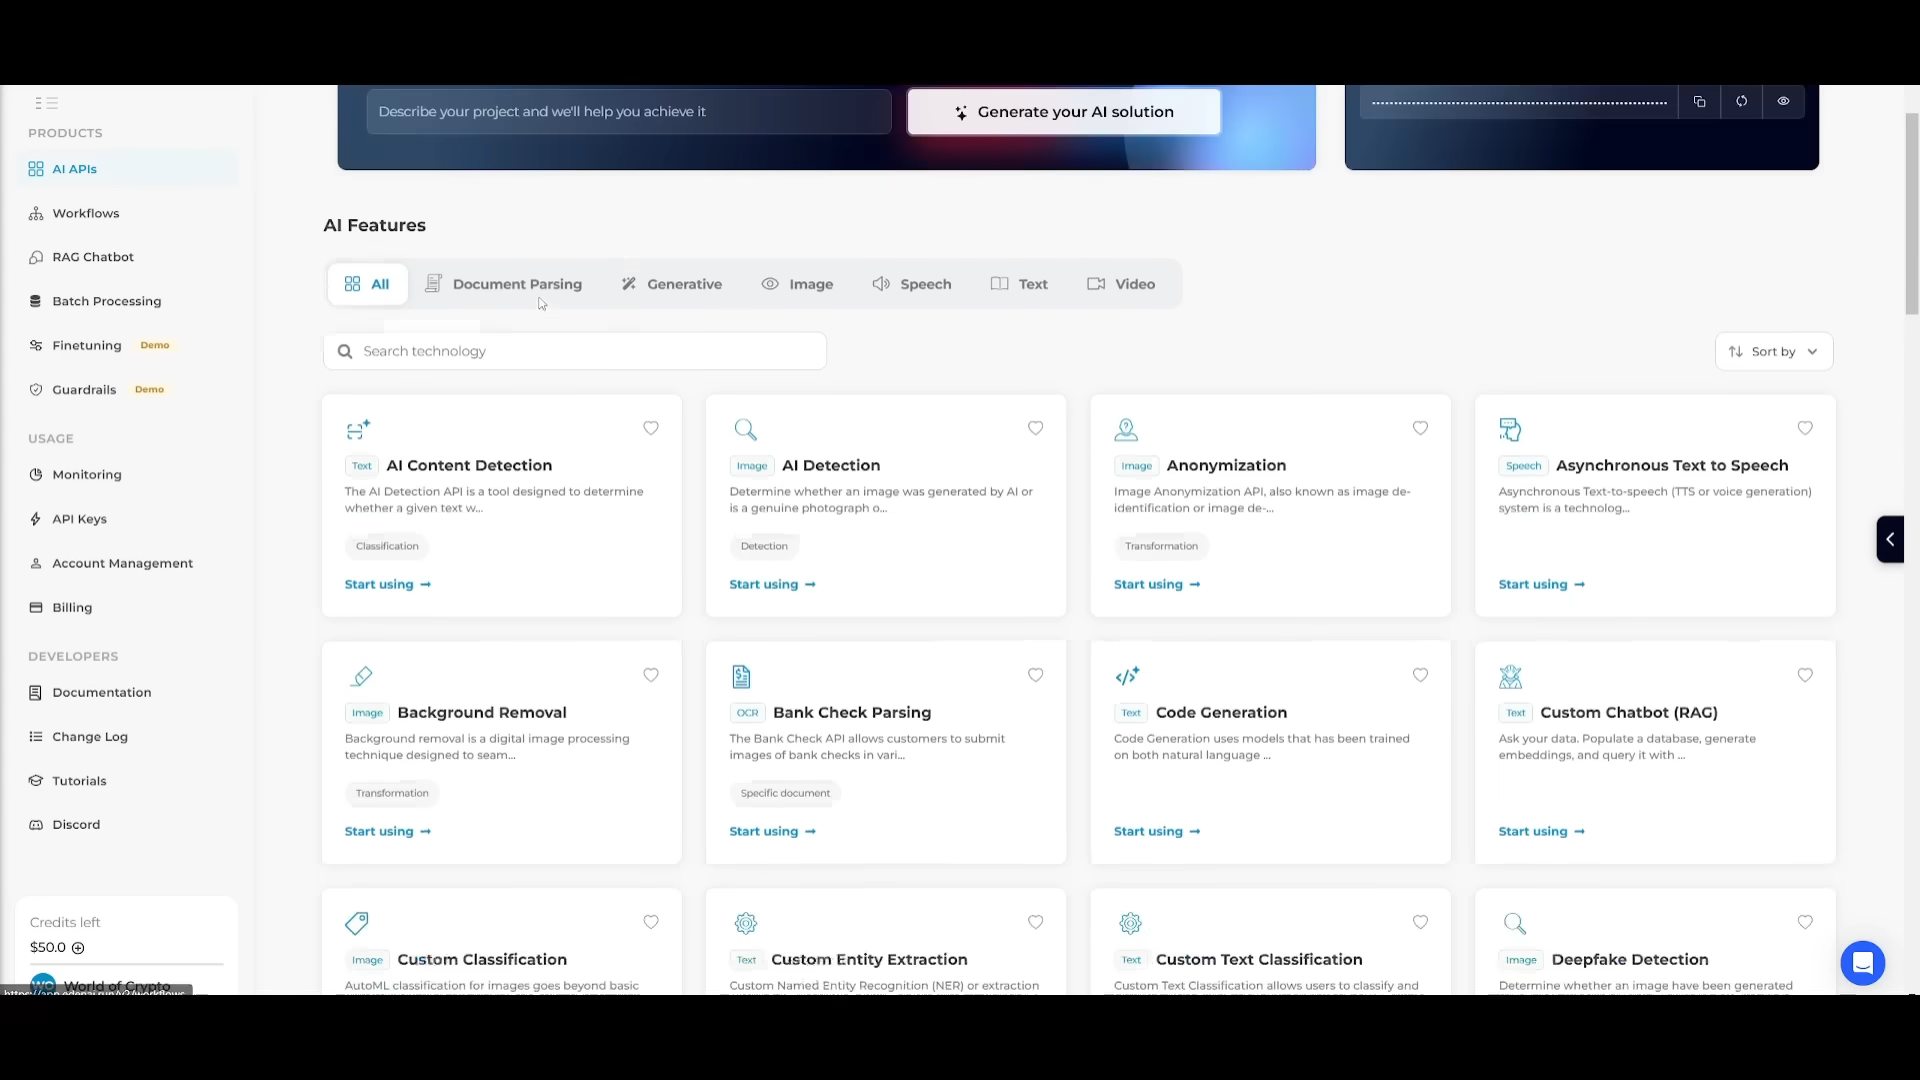 PRODUCTS
AI APIs
Workflows
RAG Chatbot
Batch Processing
Finetuning Demo
Guardrails Demo
USAGE
Monitoring
API Keys
Account Management
Billing
DEVELOPERS
Documentation
Change Log
Tutorials
Discord
Credits left
$50.0
World of Crypto
https://app.edenai.run/v2/workflows
Describe your project and we'll help you achieve it
Generate your AI solution
AI Features
All
Document Parsing
Generative
Image
Speech
Text
Video
Search technology
Sort by
Text AI Content Detection
The AI Detection API is a tool designed to determine
whether a given text w...
Classification
Start using →
Image AI Detection
Determine whether an image was generated by AI or
is a genuine photograph o...
Detection
Start using →
Image Anonymization
Image Anonymization API, also known as image de-
identification or image de-...
Transformation
Start using →
Speech Asynchronous Text to Speech
Asynchronous Text-to-speech (TTS or voice generation)
system is a technolog...
Start using →
Image Background Removal
Background removal is a digital image processing
technique designed to seam...
Transformation
Start using →
OCR Bank Check Parsing
The Bank Check API allows customers to submit
images of bank checks in vari...
Specific document
Start using →
Text Code Generation
Code Generation uses models that has been trained
on both natural language ...
Start using →
Text Custom Chatbot (RAG)
Ask your data. Populate a database, generate
embeddings, and query it with ...
Start using →
Image Custom Classification
AutoML classification for images goes beyond basic
Text Custom Entity Extraction
Custom Named Entity Recognition (NER) or extraction
Text Custom Text Classification
Custom Text Classification allows users to classify and
Image Deepfake Detection
Determine whether an image have been generated